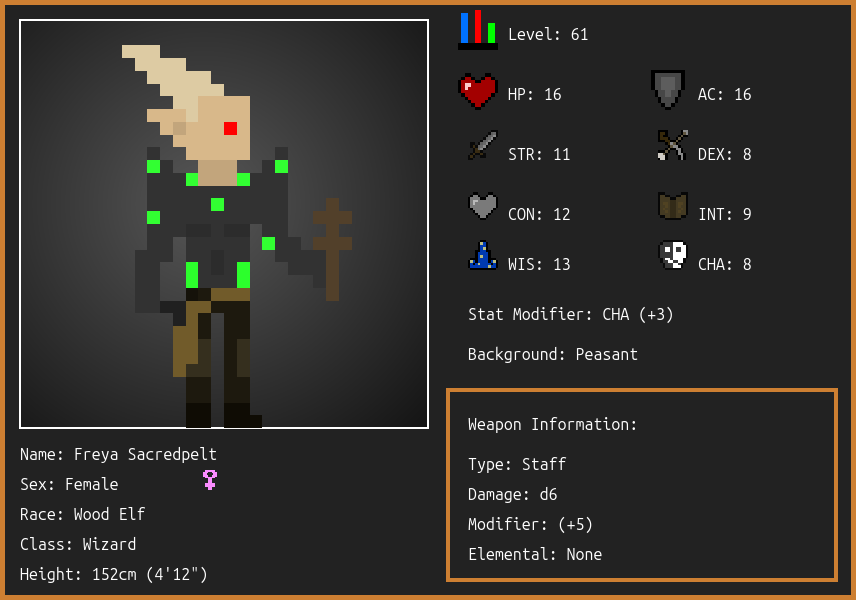 Level: 61
HP: 16
AC: 16
STR: 11
DEX: 8
CON: 12
INT: 9
WIS: 13
CHA: 8
Stat Modifier: CHA (+3)
Background: Peasant
Weapon Information:
Type: Staff
Damage: d6
Modifier: (+5)
Elemental: None
Name: Freya Sacredpelt
Sex: Female
Race: Wood Elf
Class: Wizard
Height: 152cm (4'12")